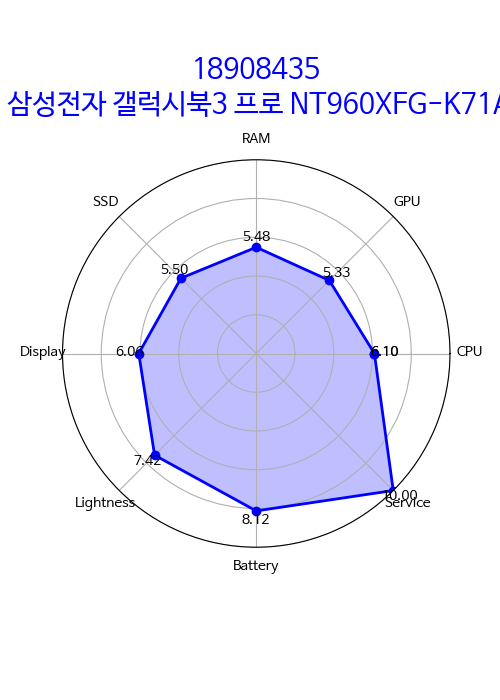 18908435
삼성전자 갤럭시북3 프로 NT960XFG-K71A
RAM
SSD
GPU
5.48
5.50
5.33
Display
6.06
6.10
CPU
7.42
Lightness
10.00
Service
8.12
Battery